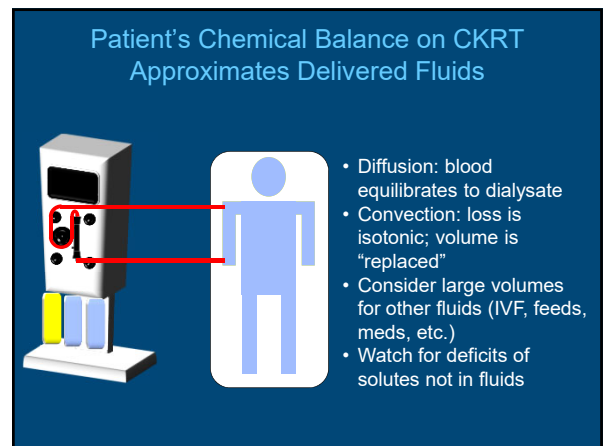 Patient’s Chemical Balance on CKRT
Approximates Delivered Fluids
• Diffusion: blood
equilibrates to dialysate
• Convection: loss is
isotonic; volume is
“replaced”
• Consider large volumes
for other fluids (IVF, feeds,
meds, etc.)
• Watch for deficits of
solutes not in fluids